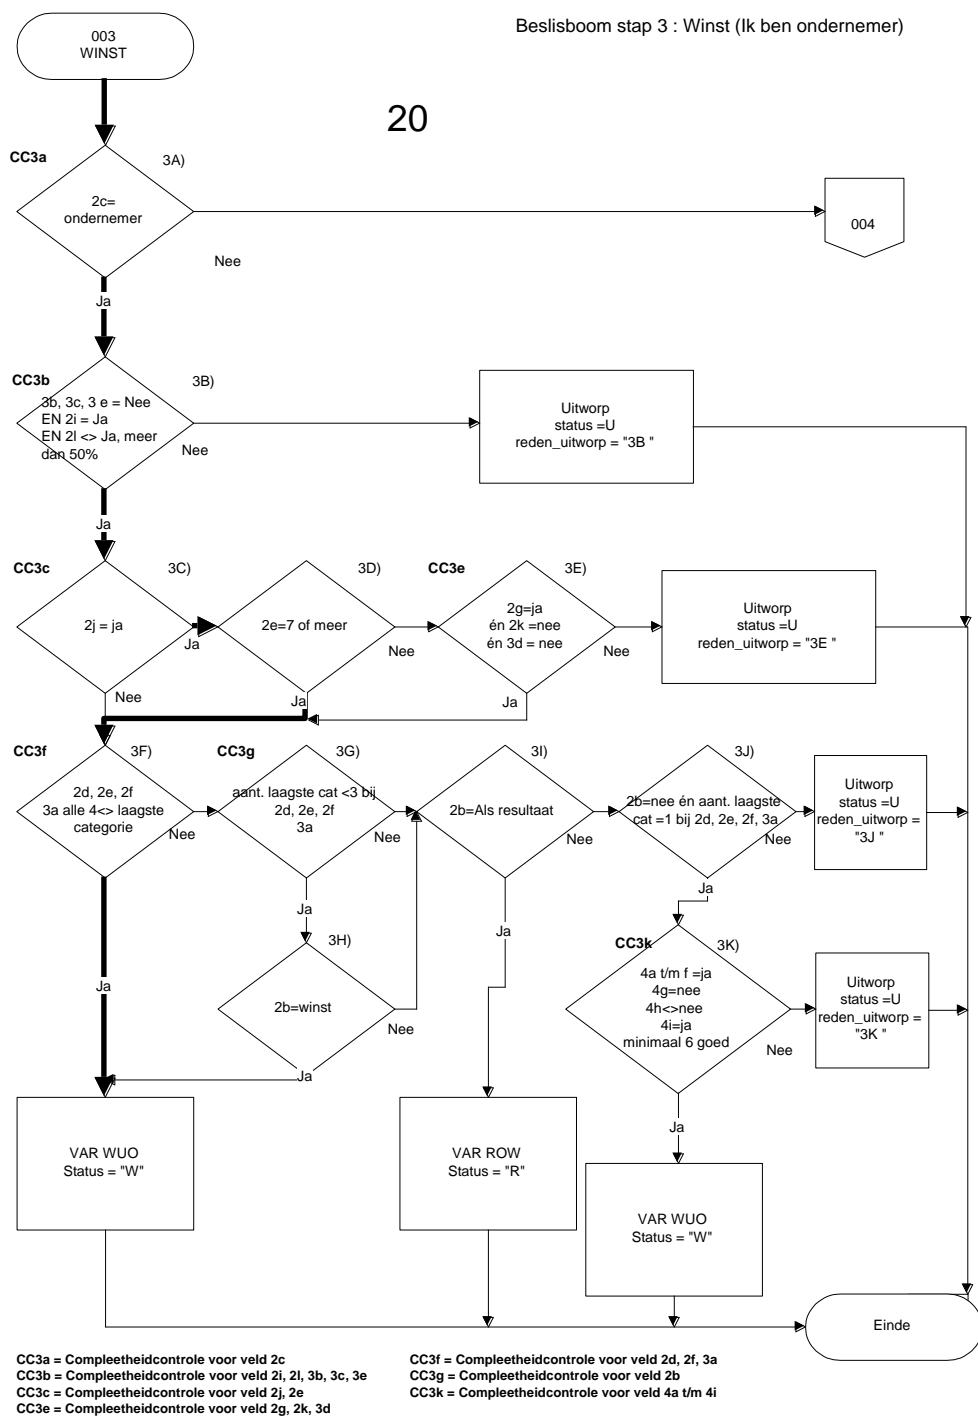 Beslisboom stap 3 : Winst (Ik ben ondernemer)
003
WINST
20
CC3a
3A)
2c=
ondernemer
004
Nee
Ja
CC3b
3B)
3b, 3c, 3 e = Nee
EN 2i = Ja
EN 2l <> Ja, meer
dan 50%
Nee
Uitworp
status =U
reden_uitworp = "3B "
Ja
CC3c
3C)
2j = ja
Ja
Nee
3D)
2e=7 of meer
Nee
Ja
CC3e
3E)
2g=ja
én 2k =nee
én 3d = nee
Nee
Ja
Uitworp
status =U
reden_uitworp = "3E "
CC3f
3F)
2d, 2e, 2f
3a alle 4<> laagste
categorie
Nee
Ja
CC3g
3G)
aant. laagste cat <3 bij
2d, 2e, 2f
3a
Nee
Ja
3H)
2b=winst
Nee
Ja
3I)
2b=Als resultaat
Nee
Ja
3J)
2b=nee én aant. laagste
cat =1 bij 2d, 2e, 2f, 3a
Nee
Ja
Uitworp
status =U
reden_uitworp =
"3J "
CC3k
3K)
4a t/m f =ja
4g=nee
4h<>nee
4i=ja
minimaal 6 goed
Nee
Ja
Uitworp
status =U
reden_uitworp =
"3K "
VAR WUO
Status = "W"
VAR ROW
Status = "R"
VAR WUO
Status = "W"
Einde
CC3a = Compleetheidcontrole voor veld 2c
CC3b = Compleetheidcontrole voor veld 2i, 2l, 3b, 3c, 3e
CC3c = Compleetheidcontrole voor veld 2j, 2e
CC3e = Compleetheidcontrole voor veld 2g, 2k, 3d
CC3f = Compleetheidcontrole voor veld 2d, 2f, 3a
CC3g = Compleetheidcontrole voor veld 2b
CC3k = Compleetheidcontrole voor veld 4a t/m 4i